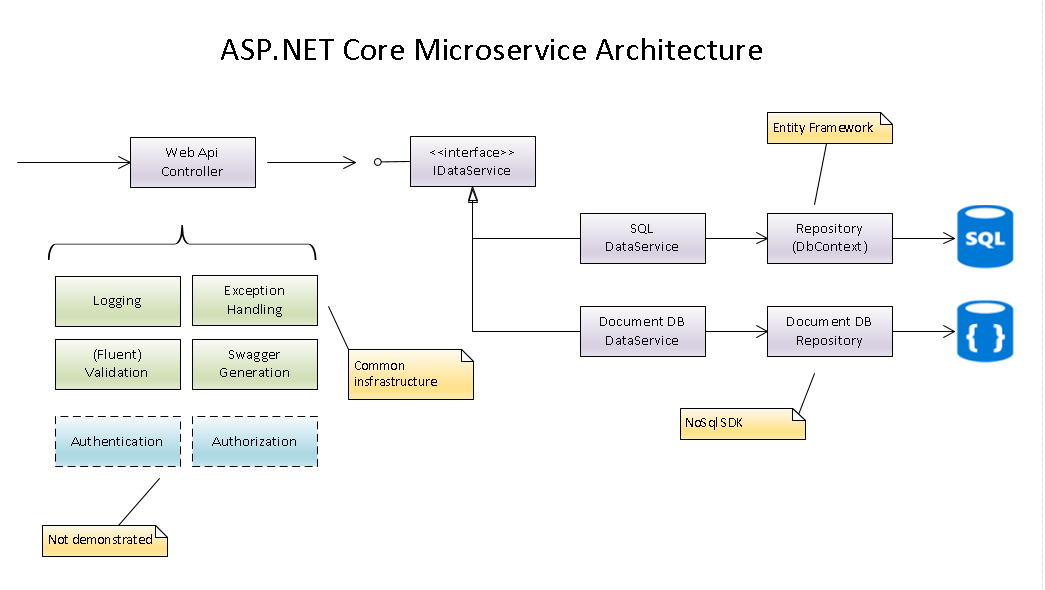 ASP.NET Core Microservice Architecture
Entity Framework
Web Api
Controller
<<interface>>
IDataService
SQL
DataService
Repository
(DbContext)
SQL
Logging
Exception
Handling
(Fluent)
Validation
Swagger
Generation
Common
insfrastructure
Document DB
DataService
Document DB
Repository
{ }
Authentication
Authorization
NoSql SDK
Not demonstrated